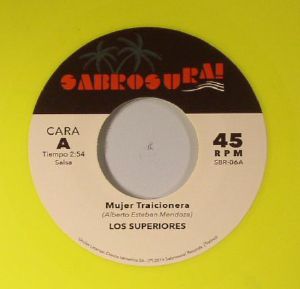 SABROSURA!
CARA
A
Tiempo 2:54
Salsa
45
RPM
SBR-06A
Mujer Traicionera
(Alberto Esteban Mendoza)
LOS SUPERIORES